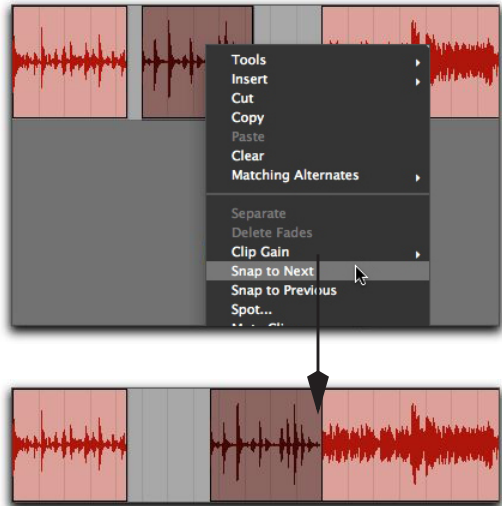 Tools
Insert
Cut
Copy
Paste
Clear
Matching Alternates
Separate
Delete Fades
Clip Gain
Snap to Next
Snap to Previous
Spot...